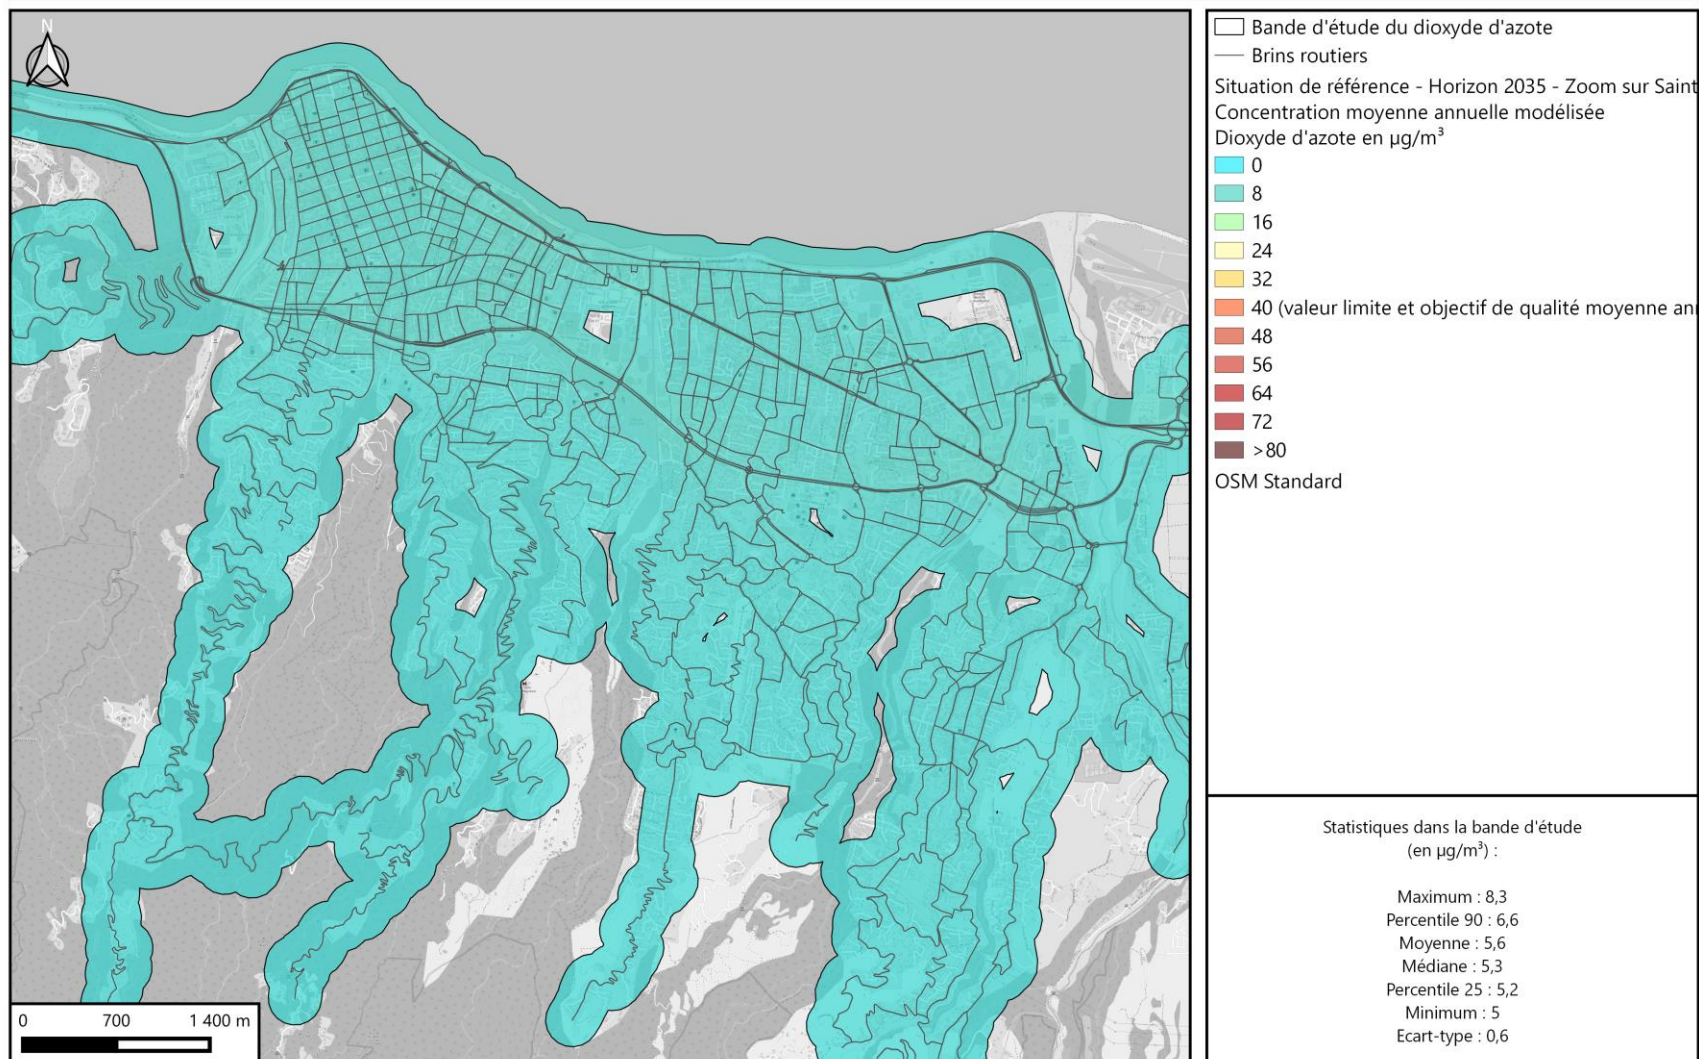 N
0 700 1 400 m
Bande d'étude du dioxyde d'azote
Brins routiers
Situation de référence - Horizon 2035 - Zoom sur Saint
Concentration moyenne annuelle modélisée
Dioxyde d'azote en µg/m³
0
8
16
24
32
40 (valeur limite et objectif de qualité moyenne an
48
56
64
72
>80
OSM Standard
Statistiques dans la bande d'étude
(en µg/m³) :
Maximum : 8,3
Percentile 90 : 6,6
Moyenne : 5,6
Médiane : 5,3
Percentile 25 : 5,2
Minimum : 5
Ecart-type : 0,6